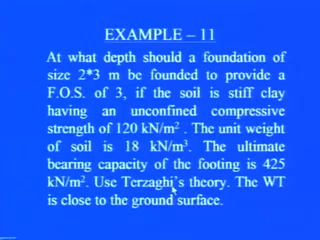 EXAMPLE – 11
At what depth should a foundation of
size 2*3 m be founded to provide a
F.O.S. of 3, if the soil is stiff clay
having an unconfined compressive
strength of 120 kN/m². The unit weight
of soil is 18 kN/m³. The ultimate
bearing capacity of the footing is 425
kN/m². Use Terzaghi's theory. The WT
is close to the ground surface.